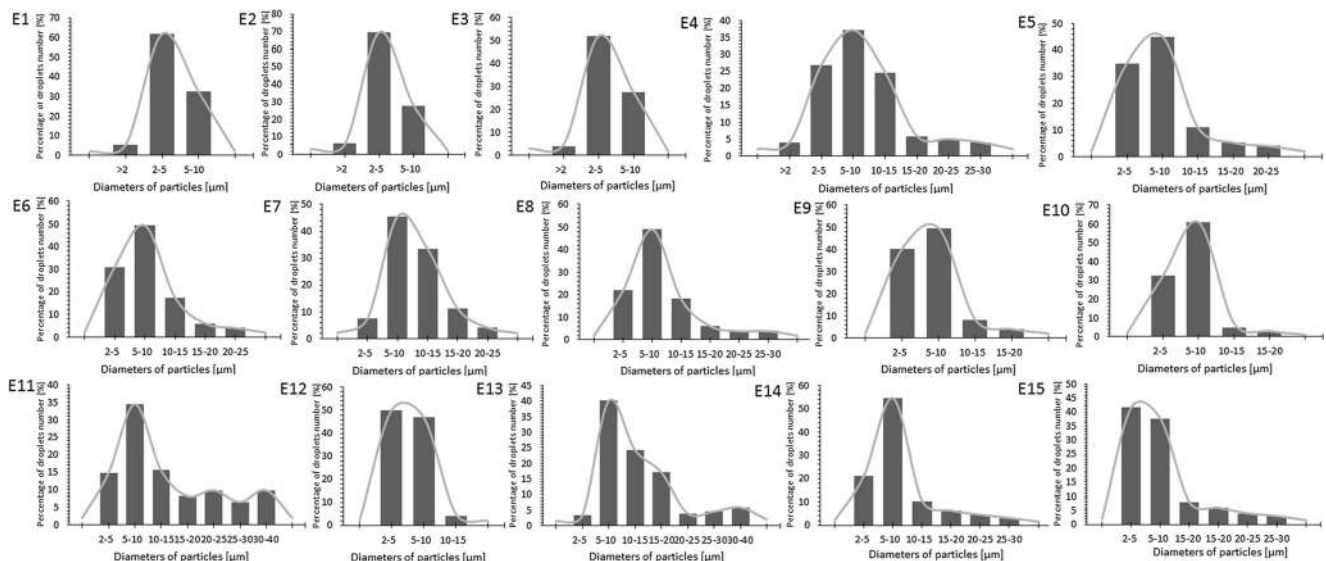 E1
Percentage of droplets number [%]
70
60
50
40
30
20
10
0
>2 2-5 5-10
Diameters of particles [µm]
E2
Percentage of droplets number [%]
80
70
60
50
40
30
20
10
0
>2 2-5 5-10
Diameters of particles [µm]
E3
Percentage of droplets number [%]
60
50
40
30
20
10
0
>2 2-5 5-10
Diameters of particles [µm]
E4
Percentage of droplets number [%]
40
35
30
25
20
15
10
5
0
>2 2-5 5-10 10-15 15-20 20-25 25-30
Diameters of particles [µm]
E5
Percentage of droplets number [%]
50
40
30
20
10
0
2-5 5-10 10-15 15-20 20-25
Diameters of particles [µm]
E6
Percentage of droplets number [%]
60
50
40
30
20
10
0
2-5 5-10 10-15 15-20 20-25
Diameters of particles [µm]
E7
Percentage of droplets number [%]
50
40
30
20
10
0
2-5 5-10 10-15 15-20 20-25
Diameters of particles [µm]
E8
Percentage of droplets number [%]
60
50
40
30
20
10
0
2-5 5-10 10-15 15-20 20-25 25-30
Diameters of particles [µm]
E9
Percentage of droplets number [%]
60
50
40
30
20
10
0
2-5 5-10 10-15 15-20
Diameters of particles [µm]
E10
Percentage of droplets number [%]
70
60
50
40
30
20
10
0
2-5 5-10 10-15 15-20
Diameters of particles [µm]
E11
Percentage of droplets number [%]
40
35
30
25
20
15
10
5
0
2-5 5-10 10-15 15-20 20-25 25-30 30-40
Diameters of particles [µm]
E12
Percentage of droplets number [%]
60
50
40
30
20
10
0
2-5 5-10 10-15
Diameters of particles [µm]
E13
Percentage of droplets number [%]
45
40
35
30
25
20
15
10
5
0
2-5 5-10 10-15 15-20 20-25 25-30 30-40
Diameters of particles [µm]
E14
Percentage of droplets number [%]
60
50
40
30
20
10
0
2-5 5-10 10-15 15-20 20-25 25-30
Diameters of particles [µm]
E15
Percentage of droplets number [%]
50
45
40
35
30
25
20
15
10
5
0
2-5 5-10 15-20 15-20 20-25 25-30
Diameters of particles [µm]